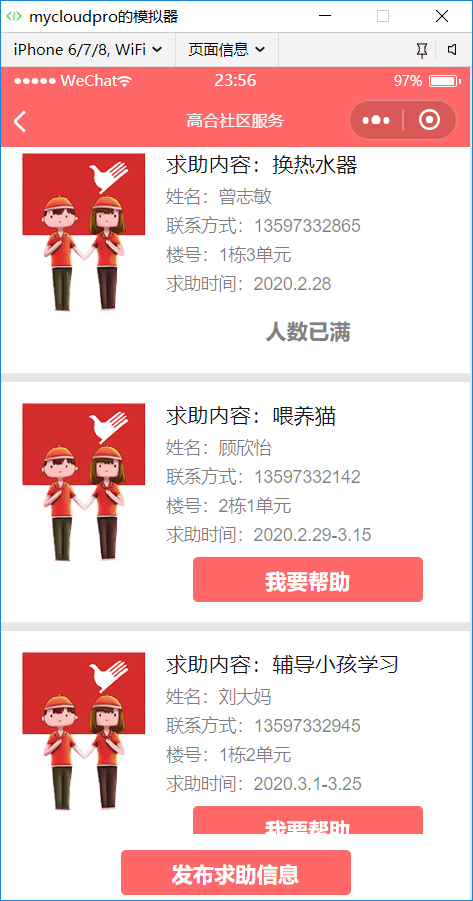 mycloudpro的模拟器
iPhone 6/7/8, WiFi 页面信息
WeChat 23:56 97%
高合社区服务
求助内容：换热水器
姓名：曾志敏
联系方式：13597332865
楼号：1栋3单元
求助时间：2020.2.28
人数已满
求助内容：喂养猫
姓名：顾欣怡
联系方式：13597332142
楼号：2栋1单元
求助时间：2020.2.29-3.15
我要帮助
求助内容：辅导小孩学习
姓名：刘大妈
联系方式：13597332945
楼号：1栋2单元
求助时间：2020.3.1-3.25
我要帮助
发布求助信息